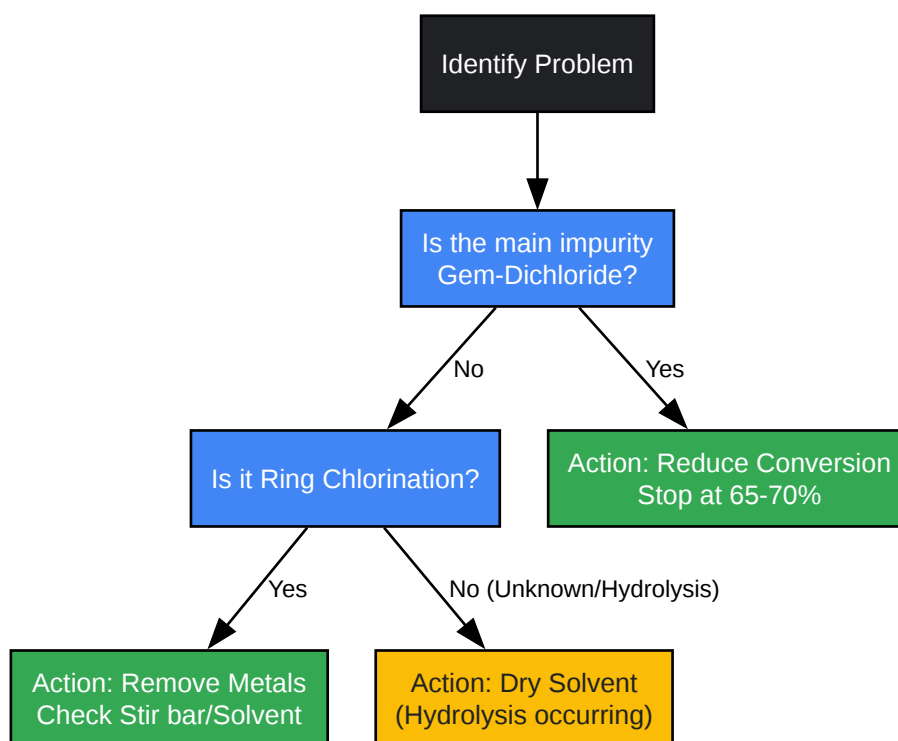 Identify Problem
Is the main impurity
Gem-Dichloride?
No
Yes
Is it Ring Chlorination?
Action: Reduce Conversion
Stop at 65-70%
Yes
No (Unknown/Hydrolysis)
Action: Remove Metals
Check Stir bar/Solvent
Action: Dry Solvent
(Hydrolysis occurring)